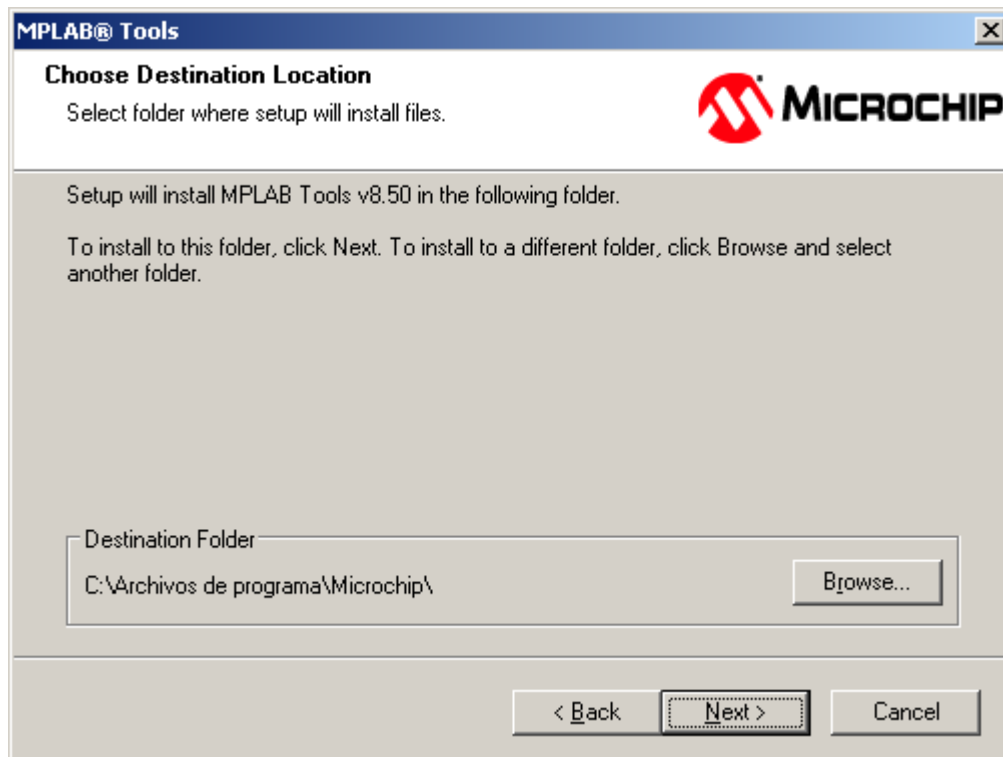 MPLAB® Tools
Choose Destination Location
Select folder where setup will install files.
MICROCHIP
Setup will install MPLAB Tools v8.50 in the following folder.
To install to this folder, click Next. To install to a different folder, click Browse and select
another folder.
Destination Folder
C:\Archivos de programa\Microchip\
Browse...
< Back
Next >
Cancel